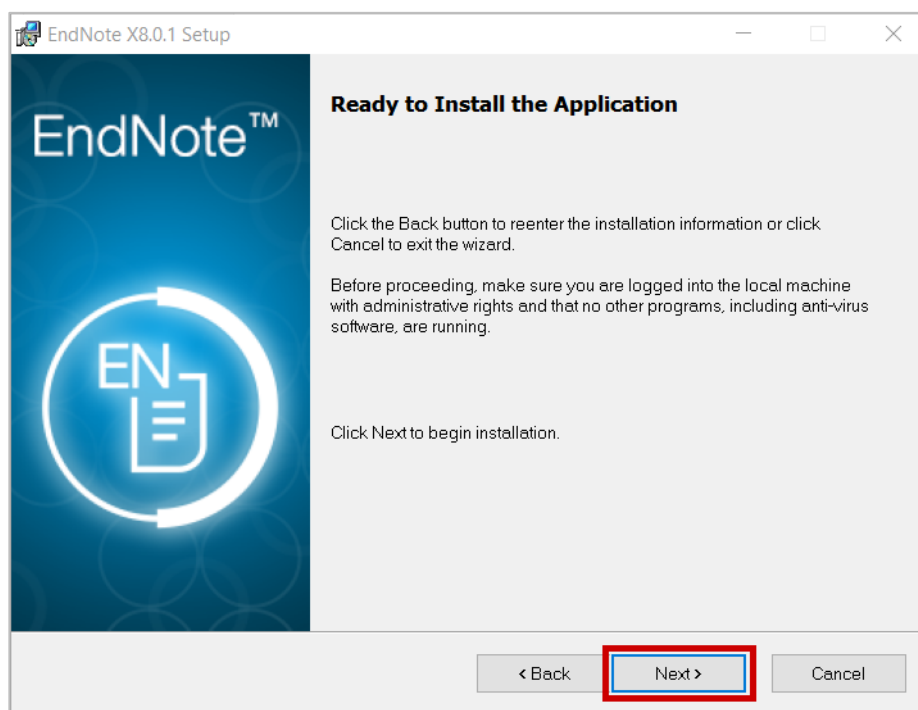 EndNote X8.0.1 Setup
EndNote™
Ready to Install the Application
Click the Back button to reenter the installation information or click
Cancel to exit the wizard.
Before proceeding, make sure you are logged into the local machine
with administrative rights and that no other programs, including anti-virus
software, are running.
EN
Click Next to begin installation.
< Back
Next >
Cancel